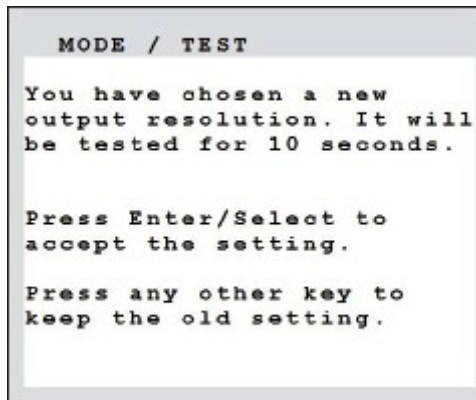 MODE / TEST
You have chosen a new
output resolution. It will
be tested for 10 seconds.
Press Enter/Select to
accept the setting.
Press any other key to
keep the old setting.